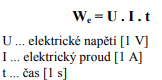 Wₑ = U . I . t
U ... elektrické napětí [1 V]
I ... elektrický proud [1 A]
t ... čas [1 s]